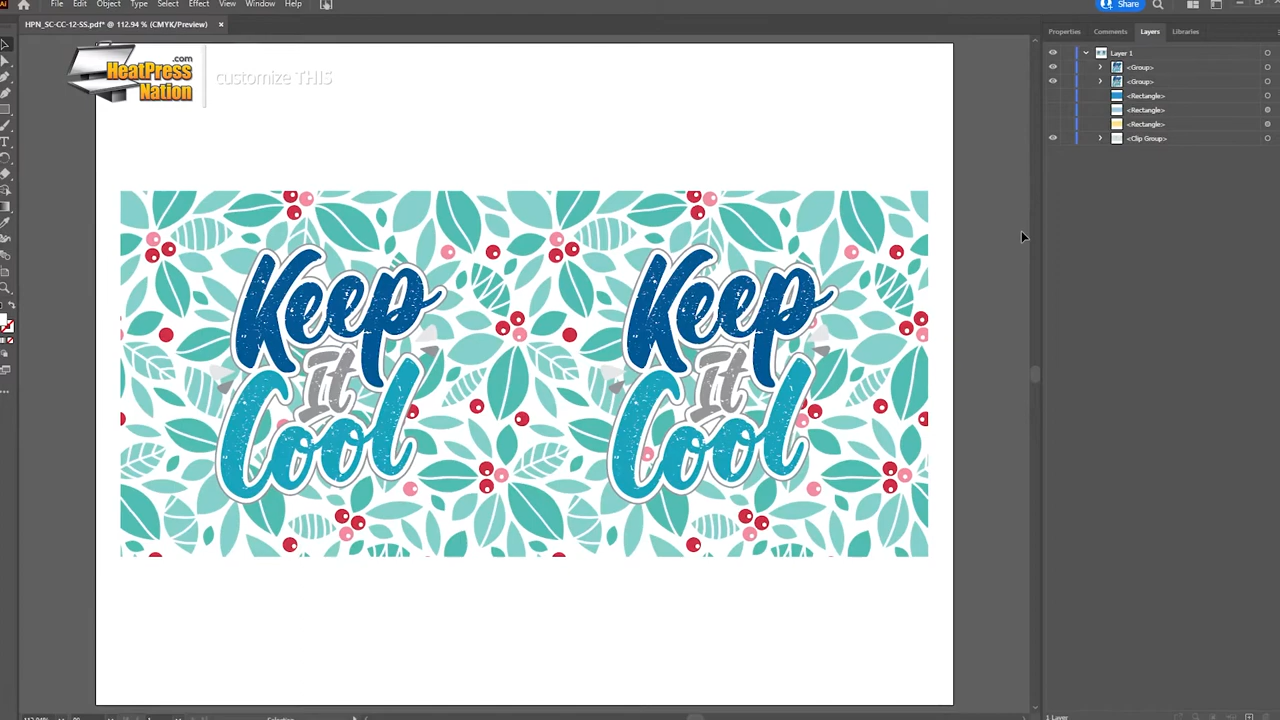 File Edit Object Type Select Effect View Window Help
Share
HPN_SC-CC-12-SS.pdf* @ 112.94 % (CMYK/Preview) ×
Properties Comments Layers Libraries
HeatPress
Nation
.com
customize THIS
Layer 1
<Group>
<Group>
<Rectangle>
<Rectangle>
<Rectangle>
<Clip Group>
Keep
It
Cool
Keep
It
Cool
1 Layer